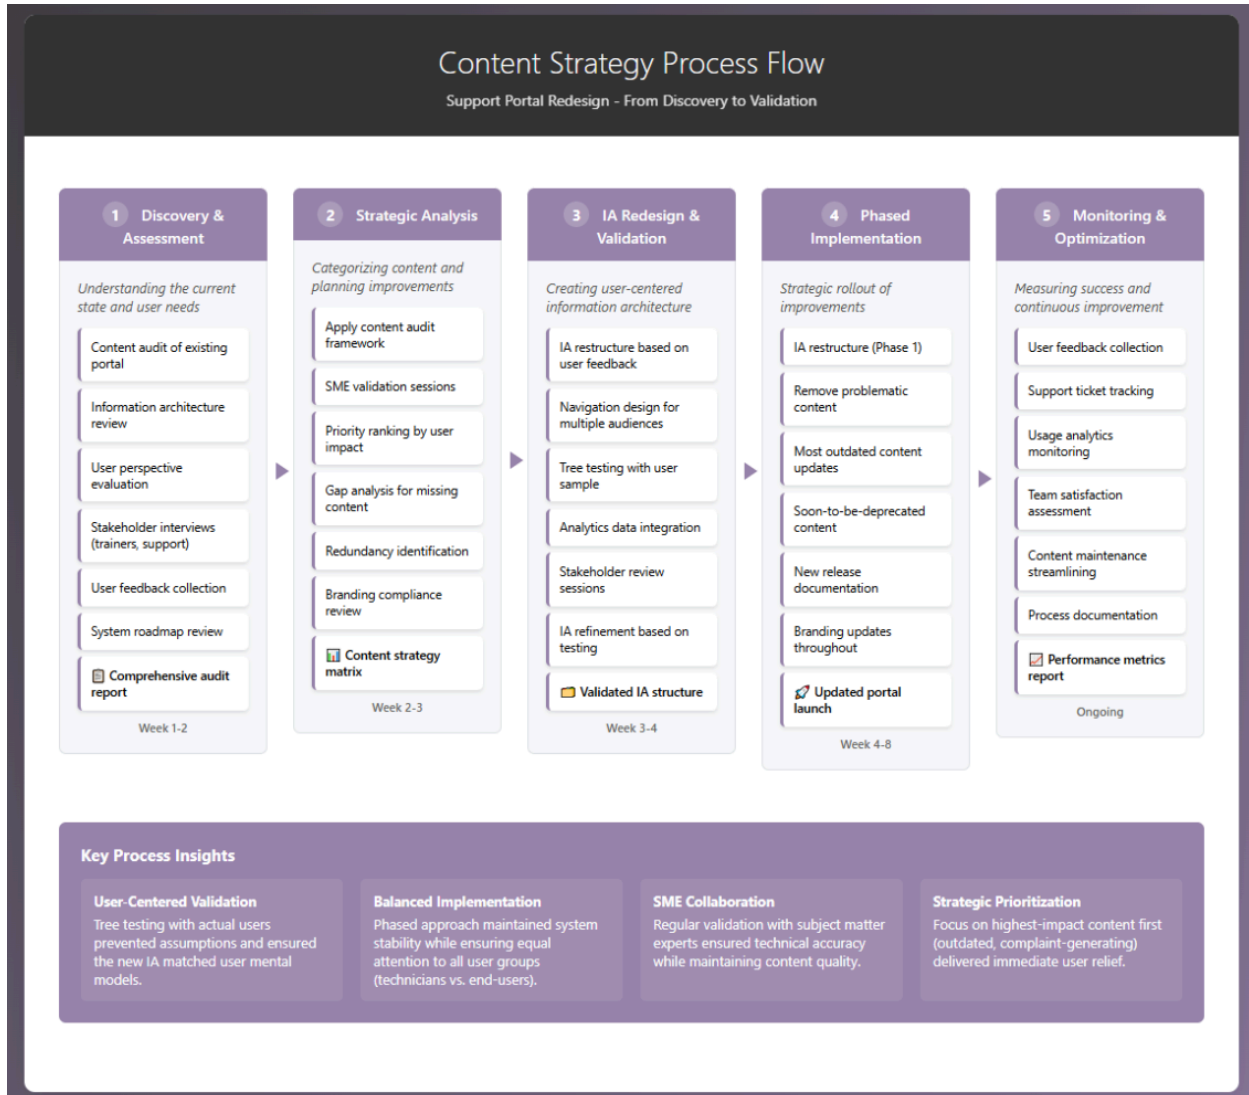 Content Strategy Process Flow
Support Portal Redesign - From Discovery to Validation
1 Discovery &
Assessment
Understanding the current
state and user needs
Content audit of existing
portal
Information architecture
review
User perspective
evaluation
Stakeholder interviews
(trainers, support)
User feedback collection
System roadmap review
📋 Comprehensive audit
report
Week 1-2
2 Strategic Analysis
Categorizing content and
planning improvements
Apply content audit
framework
SME validation sessions
Priority ranking by user
impact
Gap analysis for missing
content
Redundancy identification
Branding compliance
review
📊 Content strategy
matrix
Week 2-3
3 IA Redesign &
Validation
Creating user-centered
information architecture
IA restructure based on
user feedback
Navigation design for
multiple audiences
Tree testing with user
sample
Analytics data integration
Stakeholder review
sessions
IA refinement based on
testing
🗂️ Validated IA structure
Week 3-4
4 Phased
Implementation
Strategic rollout of
improvements
IA restructure (Phase 1)
Remove problematic
content
Most outdated content
updates
Soon-to-be-deprecated
content
New release
documentation
Branding updates
throughout
🚀 Updated portal
launch
Week 4-8
5 Monitoring &
Optimization
Measuring success and
continuous improvement
User feedback collection
Support ticket tracking
Usage analytics
monitoring
Team satisfaction
assessment
Content maintenance
streamlining
Process documentation
📈 Performance metrics
report
Ongoing
Key Process Insights
User-Centered Validation
Tree testing with actual users
prevented assumptions and ensured
the new IA matched user mental
models.
Balanced Implementation
Phased approach maintained system
stability while ensuring equal
attention to all user groups
(technicians vs. end-users).
SME Collaboration
Regular validation with subject matter
experts ensured technical accuracy
while maintaining content quality.
Strategic Prioritization
Focus on highest-impact content first
(outdated, complaint-generating)
delivered immediate user relief.